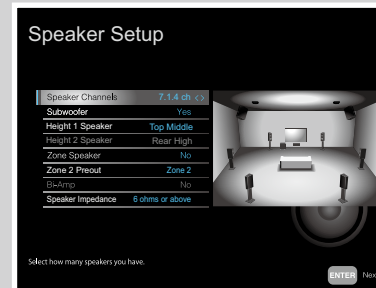 Speaker Setup
Speaker Channels 7.1.4 ch <>
Subwoofer Yes
Height 1 Speaker Top Middle
Height 2 Speaker Rear High
Zone Speaker No
Zone 2 Preout Zone 2
Bi-Amp No
Speaker Impedance 6 ohms or above
Select how many speakers you have.
ENTER